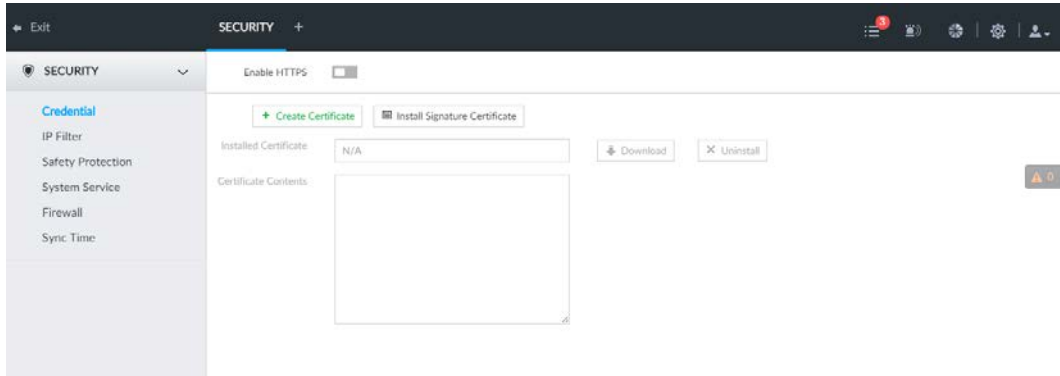 Exit
SECURITY +
3
SECURITY
Enable HTTPS
Credential
IP Filter
Safety Protection
System Service
Firewall
Sync Time
+ Create Certificate
Install Signature Certificate
Installed Certificate
N/A
Download
Uninstall
Certificate Contents
0